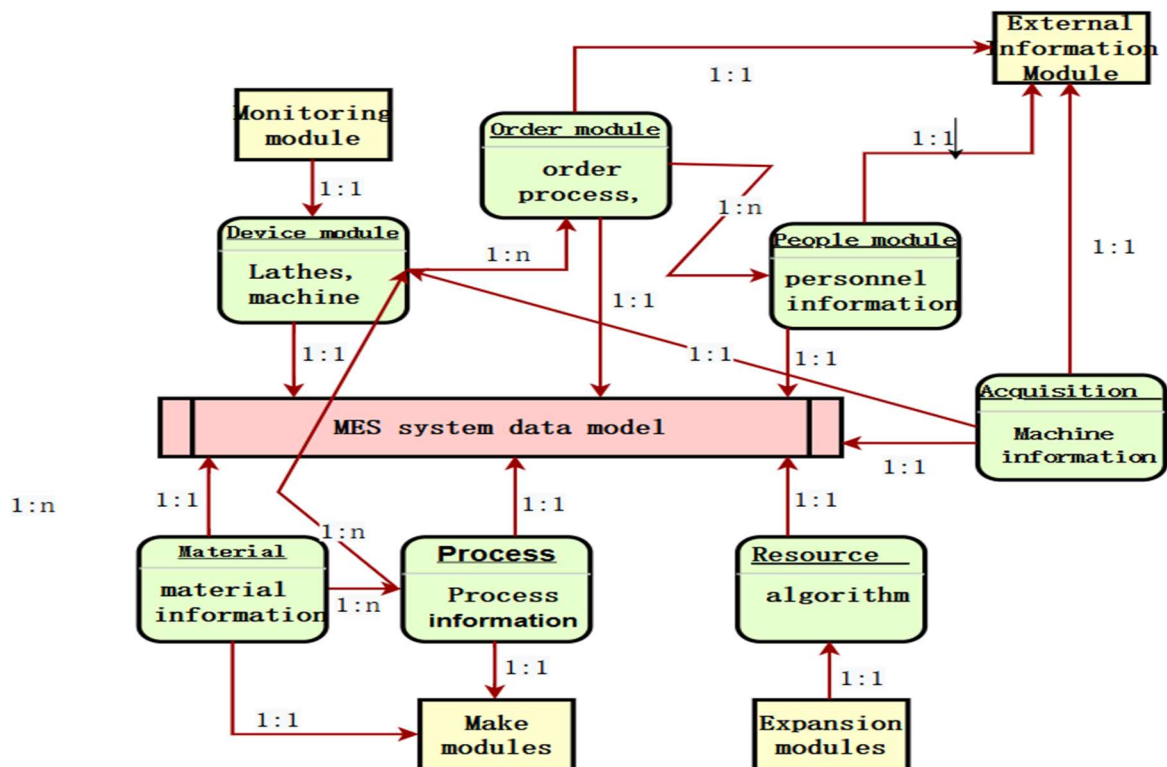 External
Information
Module
1:1
Monitoring
module
Order module
order
process,
1:1
1:1
1:n
Device module
Lathes,
machine
1:n
People module
personnel
information
1:1
1:1
1:1
1:1
1:1
Acquisition
Machine
information
MES system data model
1:1
1:n
1:1
1:n
1:1
1:1
Material
material
information
1:n
Process
Process
information
Resource
algorithm
1:1
1:1
1:1
Make
modules
Expansion
modules